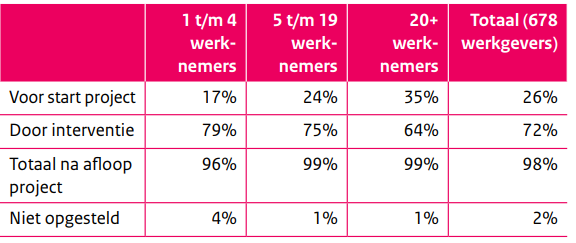 1 t/m 4 werk-nemers 5 t/m 19 werk-nemers 20+ werk-nemers Totaal (678 werkgevers)
Voor start project 17% 24% 35% 26%
Door interventie 79% 75% 64% 72%
Totaal na afloop project 96% 99% 99% 98%
Niet opgesteld 4% 1% 1% 2%